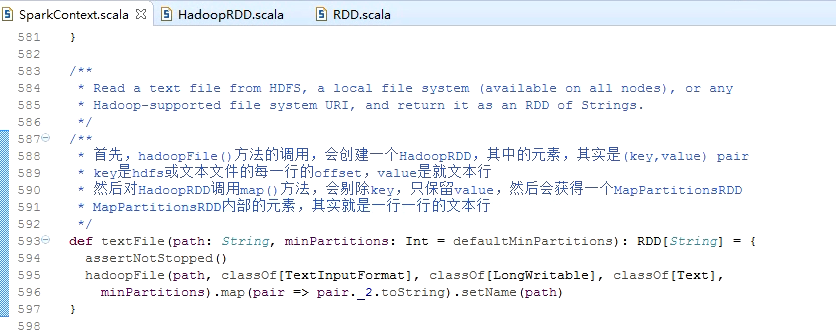 SparkContext.scala HadoopRDD.scala RDD.scala
581 }
582
583 /**
584 * Read a text file from HDFS, a local file system (available on all nodes), or any
585 * Hadoop-supported file system URI, and return it as an RDD of Strings.
586 */
587 /**
588 * 首先，hadoopFile()方法的调用，会创建一个HadoopRDD，其中的元素，其实是(key,value) pair
589 * key是hdfs或文本文件的每一行的offset，value是就文本行
590 * 然后对HadoopRDD调用map()方法，会剔除key，只保留value，然后会获得一个MapPartitionsRDD
591 * MapPartitionsRDD内部的元素，其实就是一行一行的文本行
592 */
593 def textFile(path: String, minPartitions: Int = defaultMinPartitions): RDD[String] = {
594 assertNotStopped()
595 hadoopFile(path, classOf[TextInputFormat], classOf[LongWritable], classOf[Text],
596 minPartitions).map(pair => pair._2.toString).setName(path)
597 }
598